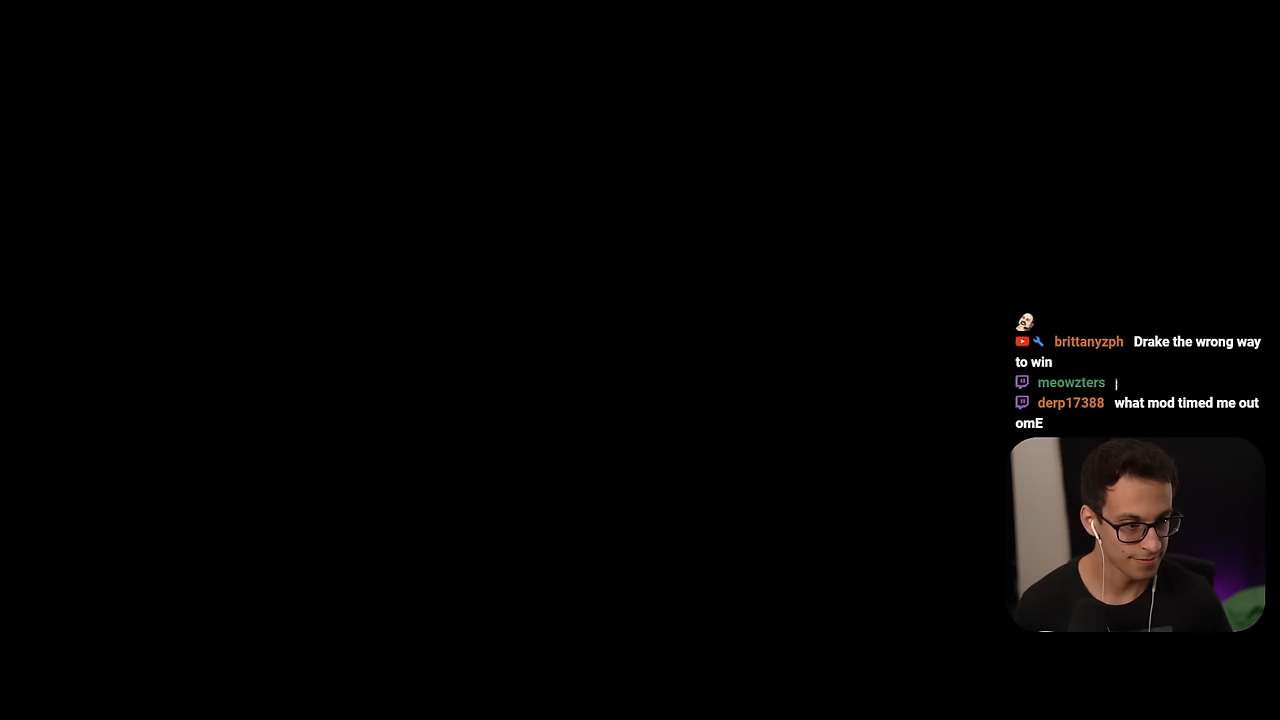 brittanyzph Drake the wrong way
to win
meowzters
derp17388 what mod timed me out
omE